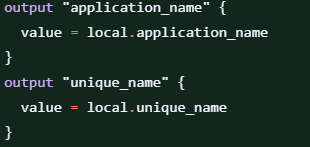 output "application_name" {
  value = local.application_name
}
output "unique_name" {
  value = local.unique_name
}